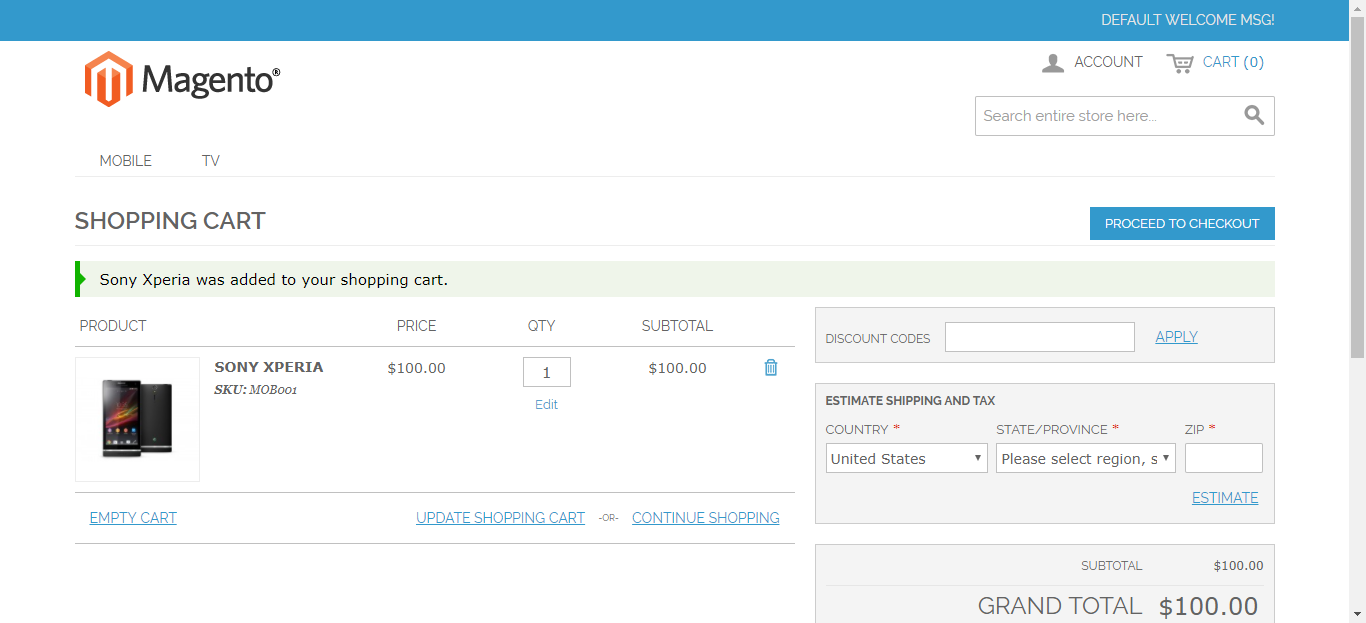 DEFAULT WELCOME MSG!
Magento®
ACCOUNT
CART (0)
Search entire store here...
MOBILE
TV
SHOPPING CART
PROCEED TO CHECKOUT
Sony Xperia was added to your shopping cart.
PRODUCT PRICE QTY SUBTOTAL
SONY XPERIA $100.00 1 $100.00
SKU: MOB001
Edit
EMPTY CART UPDATE SHOPPING CART -OR- CONTINUE SHOPPING
DISCOUNT CODES APPLY
ESTIMATE SHIPPING AND TAX
COUNTRY * STATE/PROVINCE * ZIP *
United States Please select region, s
ESTIMATE
SUBTOTAL $100.00
GRAND TOTAL $100.00